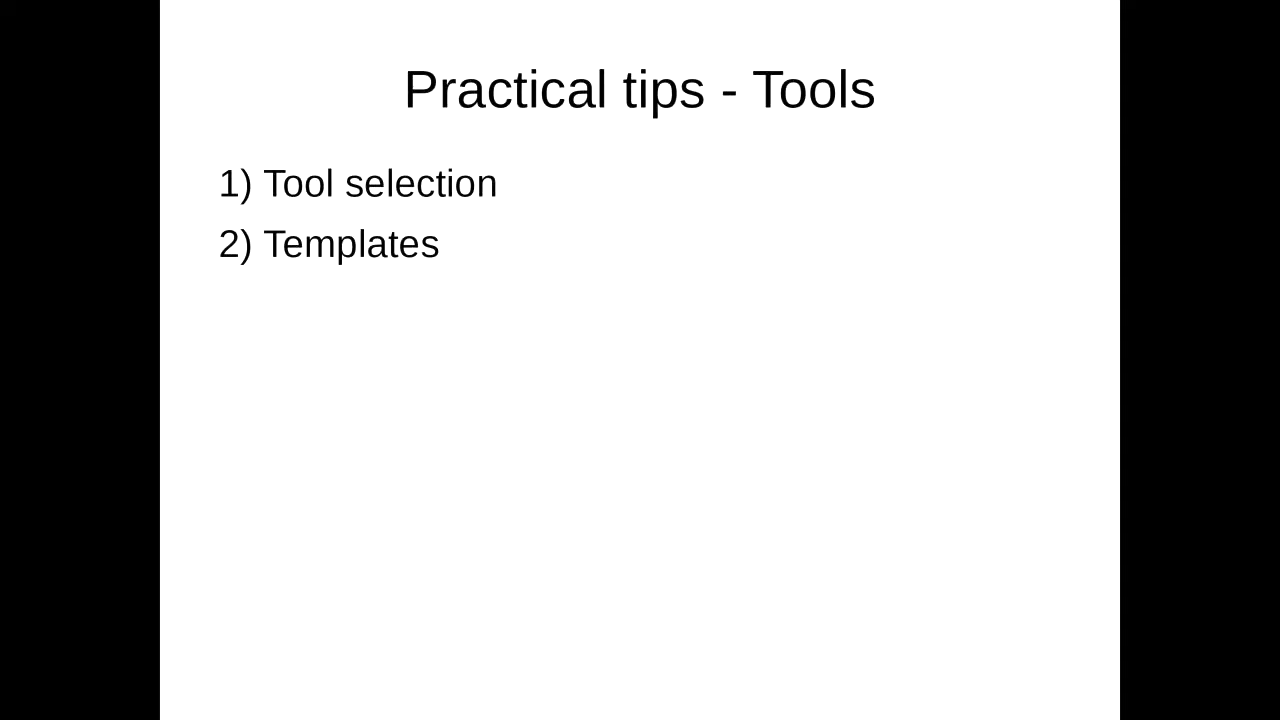 Practical tips - Tools
1) Tool selection
2) Templates